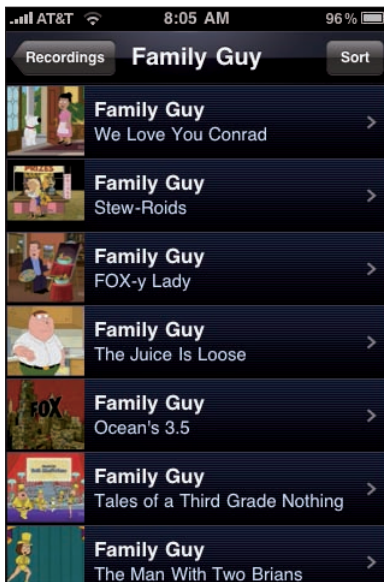 AT&T 8:05 AM 96%
Recordings Family Guy Sort
Family Guy
We Love You Conrad
PRIZES
Family Guy
Stew-Roids
Family Guy
FOX-y Lady
Family Guy
The Juice Is Loose
FOX
Family Guy
Ocean's 3.5
Family Guy
Tales of a Third Grade Nothing
Family Guy
The Man With Two Brians